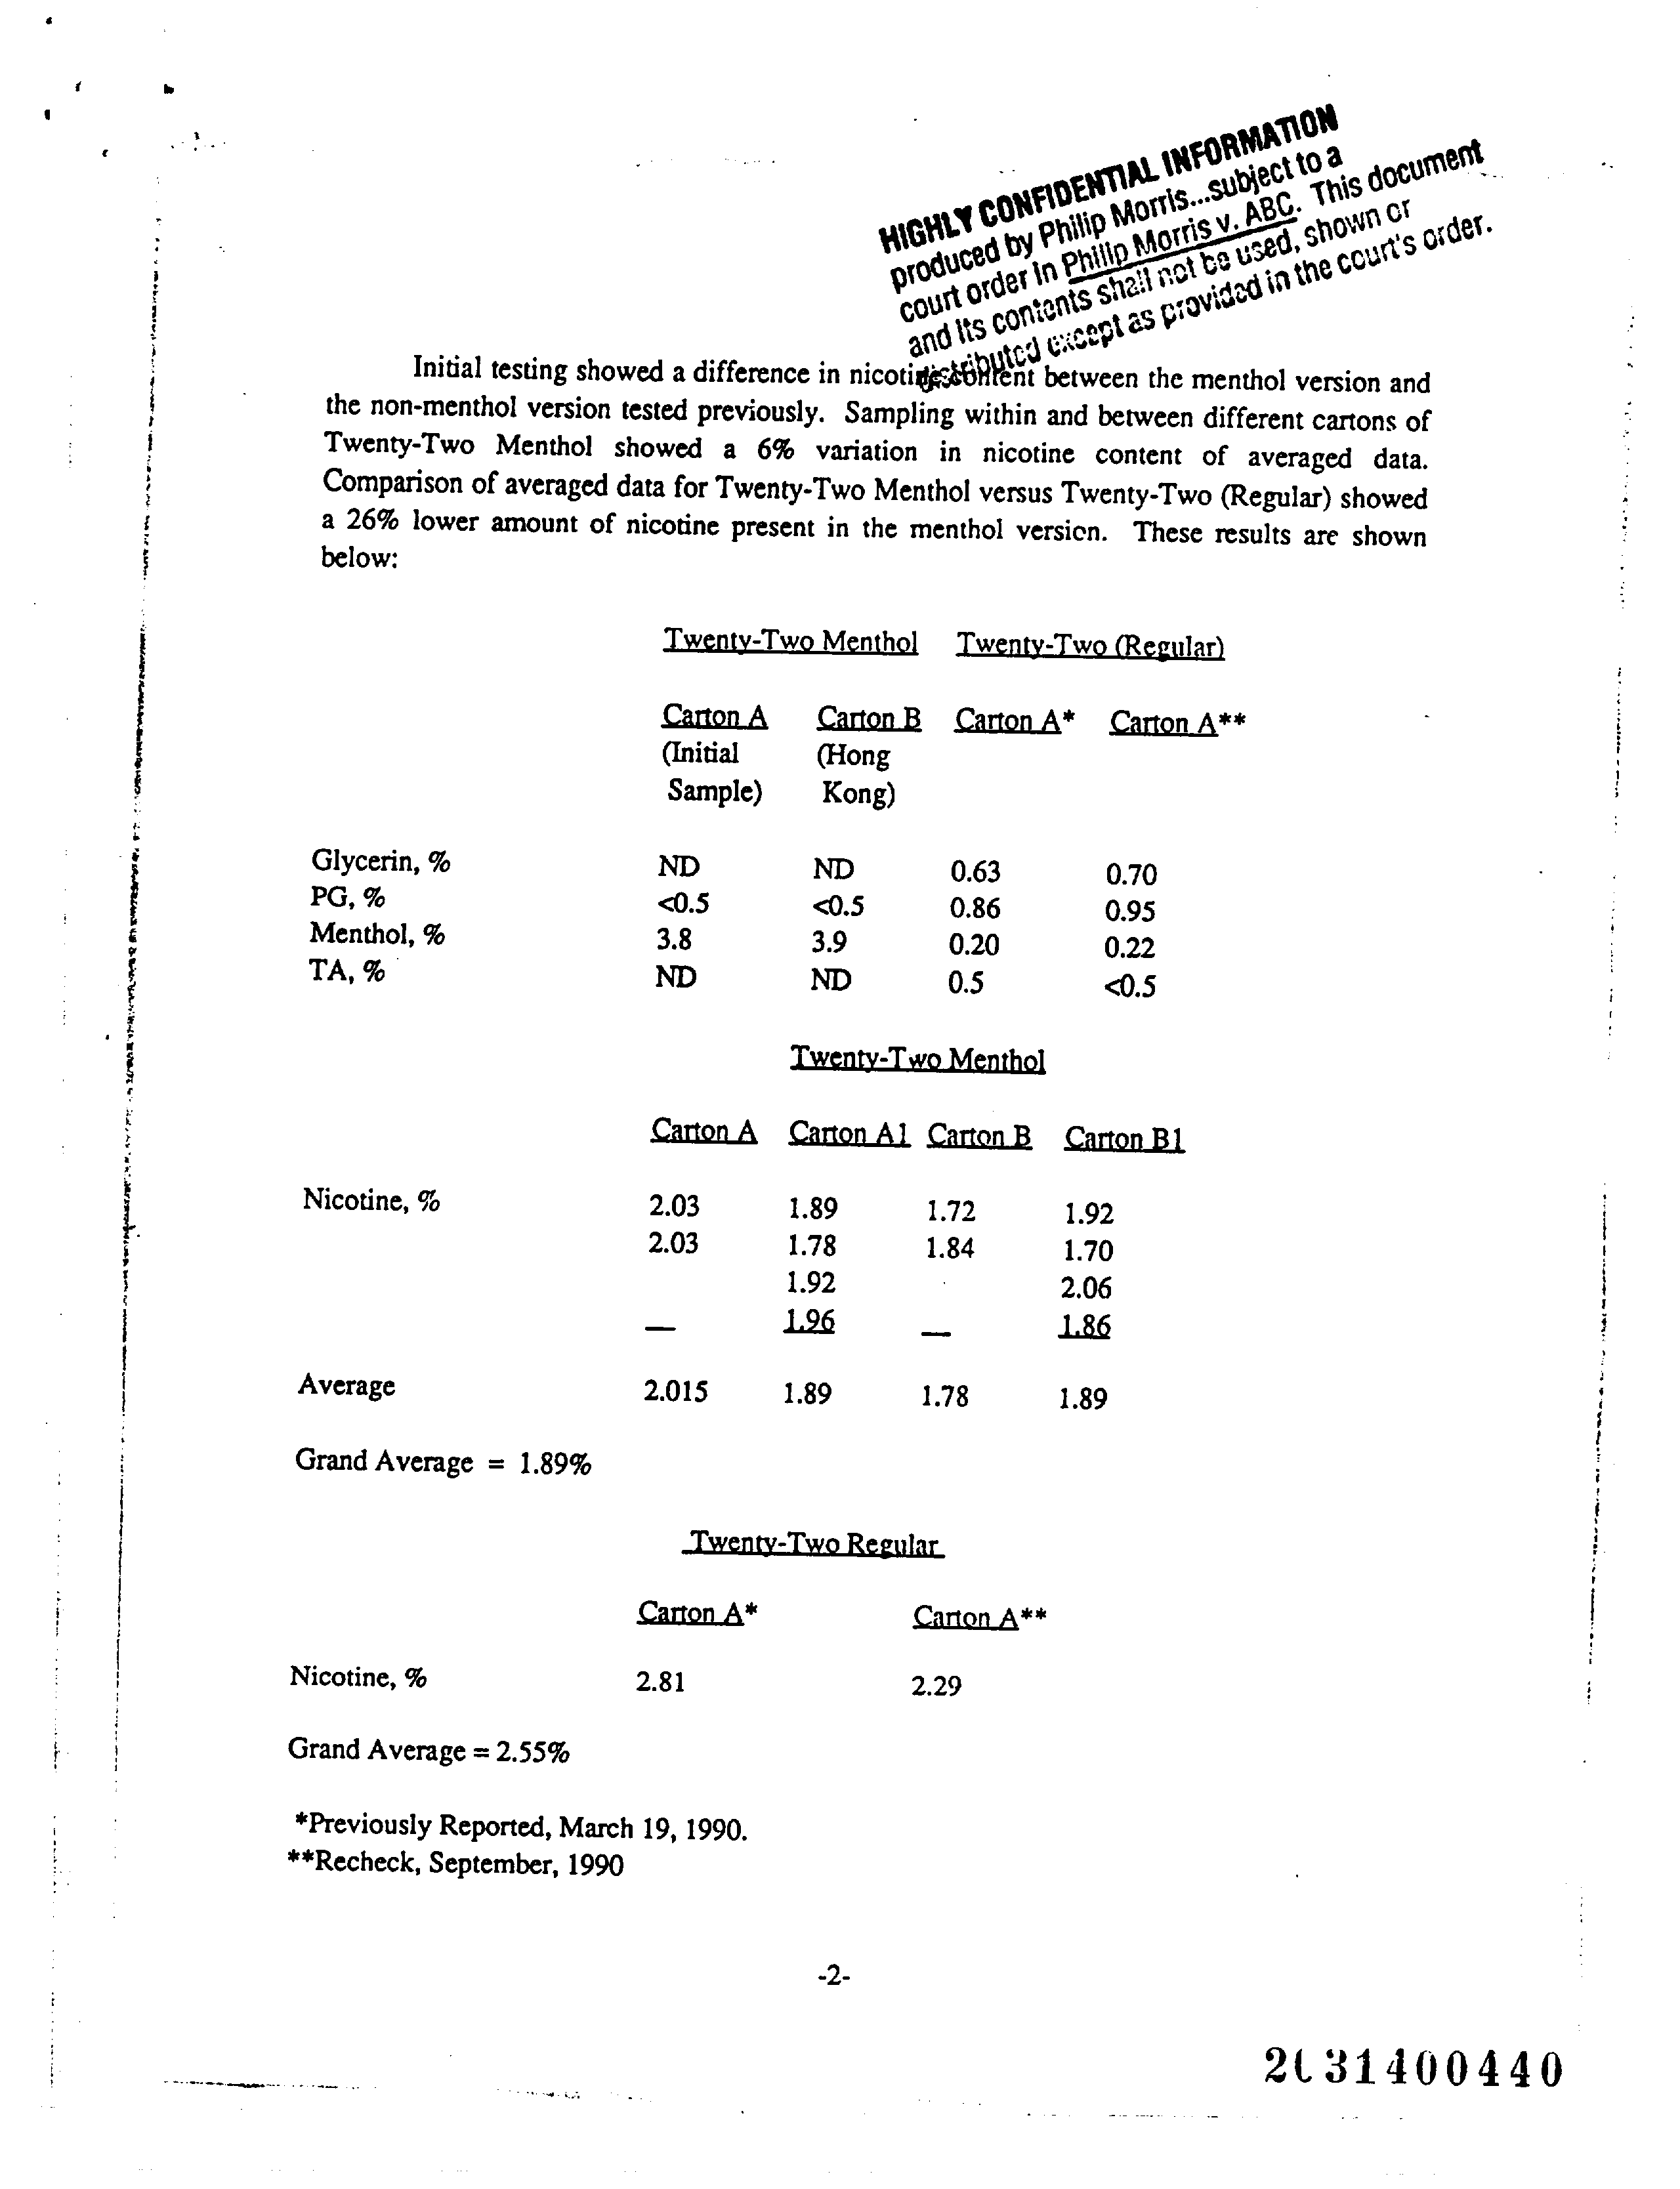 HIGHLY CONFIDENTIAL INFORMATION
produced by Philip Morris...subject to a
court order in Philip Morris v. ABC. This document
and its contents shall not be used, shown or
distributed except as provided in the court's order.
Initial testing showed a difference in nicotine content between the menthol version and
the non-menthol version tested previously. Sampling within and between different cartons of
Twenty-Two Menthol showed a 6% variation in nicotine content of averaged data.
Comparison of averaged data for Twenty-Two Menthol versus Twenty-Two (Regular) showed
a 26% lower amount of nicotine present in the menthol version. These results are shown
below:
Twenty-Two Menthol Twenty-Two (Regular)
Carton A Carton B Carton A* Carton A**
(Initial (Hong
Sample) Kong)
Glycerin, % ND ND 0.63 0.70
PG, % <0.5 <0.5 0.86 0.95
Menthol, % 3.8 3.9 0.20 0.22
TA, % ND ND 0.5 <0.5
Twenty-Two Menthol
Carton A Carton A1 Carton B Carton B1
Nicotine, % 2.03 1.89 1.72 1.92
2.03 1.78 1.84 1.70
1.92 2.06
1.96 1.86
Average 2.015 1.89 1.78 1.89
Grand Average = 1.89%
Twenty-Two Regular
Carton A* Carton A**
Nicotine, % 2.81 2.29
Grand Average = 2.55%
*Previously Reported, March 19, 1990.
**Recheck, September, 1990
-2-
2031400440